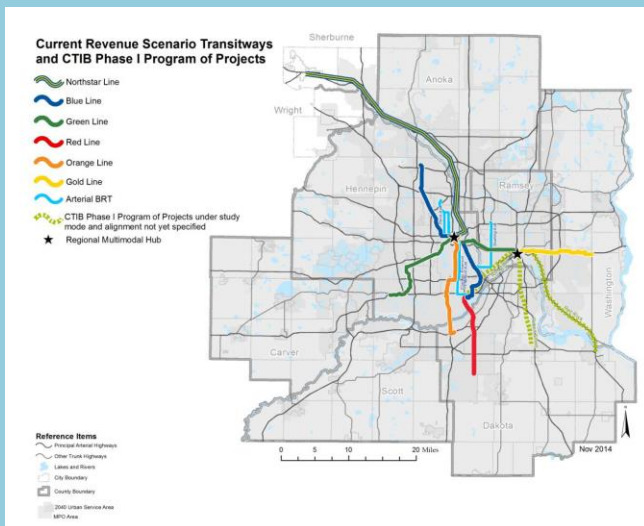 Current Revenue Scenario Transitways
and CTIB Phase I Program of Projects
Northstar Line
Blue Line
Green Line
Red Line
Orange Line
Gold Line
Arterial BRT
CTIB Phase I Program of Projects under study
mode and alignment not yet specified
Regional Multimodal Hub
Sherburne
Anoka
Wright
Hennepin
Ramsey
Washington
Carver
Scott
Dakota
Reference Items
Principal Arterial Highways
Other Trunk Highways
Lakes and Rivers
City Boundary
County Boundary
2040 Urban Service Area
MPO Area
0 5 10 20 Miles
Nov 2014